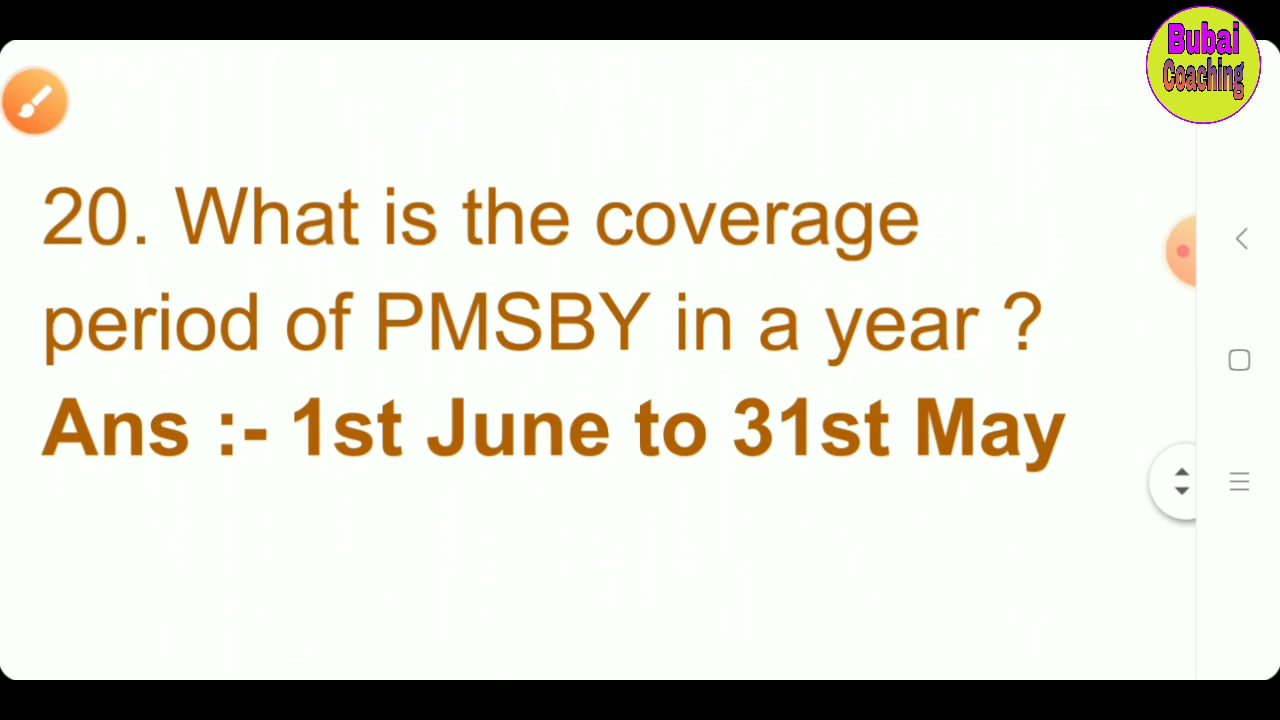 Bubai
Coaching
20. What is the coverage
period of PMSBY in a year ?
Ans :- 1st June to 31st May